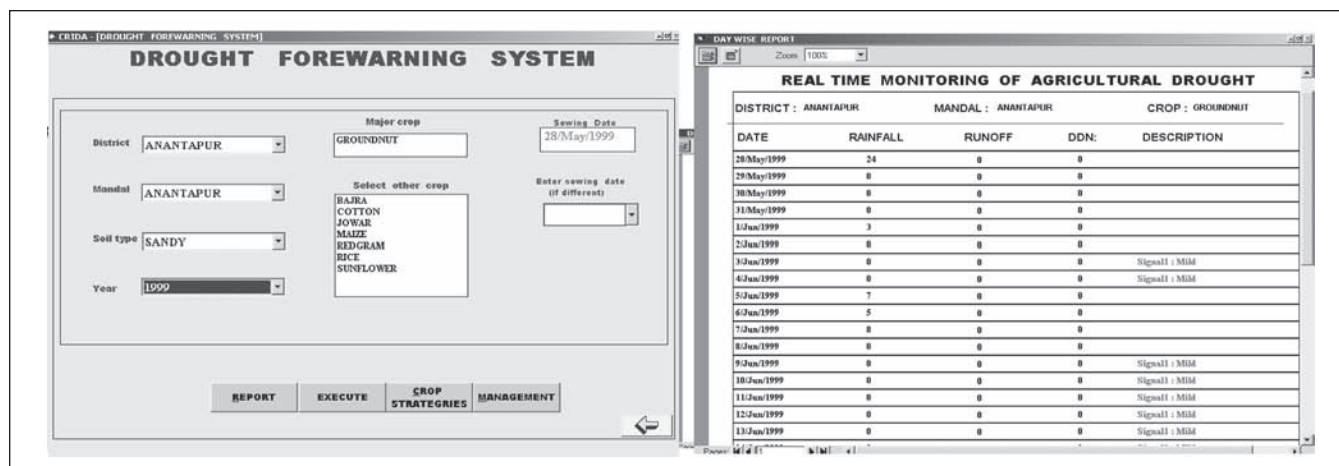 CRIDA - [DROUGHT FOREWARNING SYSTEM]
DROUGHT FOREWARNING SYSTEM
District ANANTAPUR
Mandal ANANTAPUR
Soil type SANDY
Year 1999
Major crop
GROUNDNUT
Select other crop
BAJRA
COTTON
JOWAR
MAIZE
REDGRAM
RICE
SUNFLOWER
Sowing Date
28/May/1999
Enter sowing date
(if different)
REPORT EXECUTE CROP STRATEGRIES MANAGEMENT
DAY WISE REPORT
Zoom 100%
REAL TIME MONITORING OF AGRICULTURAL DROUGHT
DISTRICT : ANANTAPUR MANDAL : ANANTAPUR CROP : GROUNDNUT
DATE RAINFALL RUNOFF DDN: DESCRIPTION
28/May/1999 24 0 0
29/May/1999 0 0 0
30/May/1999 0 0 0
31/May/1999 0 0 0
1/Jun/1999 3 0 0
2/Jun/1999 0 0 0
3/Jun/1999 0 0 0 Signal1 : Mild
4/Jun/1999 0 0 0 Signal1 : Mild
5/Jun/1999 7 0 0
6/Jun/1999 5 0 0
7/Jun/1999 0 0
8/Jun/1999 0 0 0
9/Jun/1999 0 0 0 Signal1 : Mild
10/Jun/1999 0 0 0 Signal1 : Mild
11/Jun/1999 0 0 0 Signal1 : Mild
12/Jun/1999 0 0 0 Signal1 : Mild
13/Jun/1999 0 0 0 Signal1 : Mild
Pages: 1